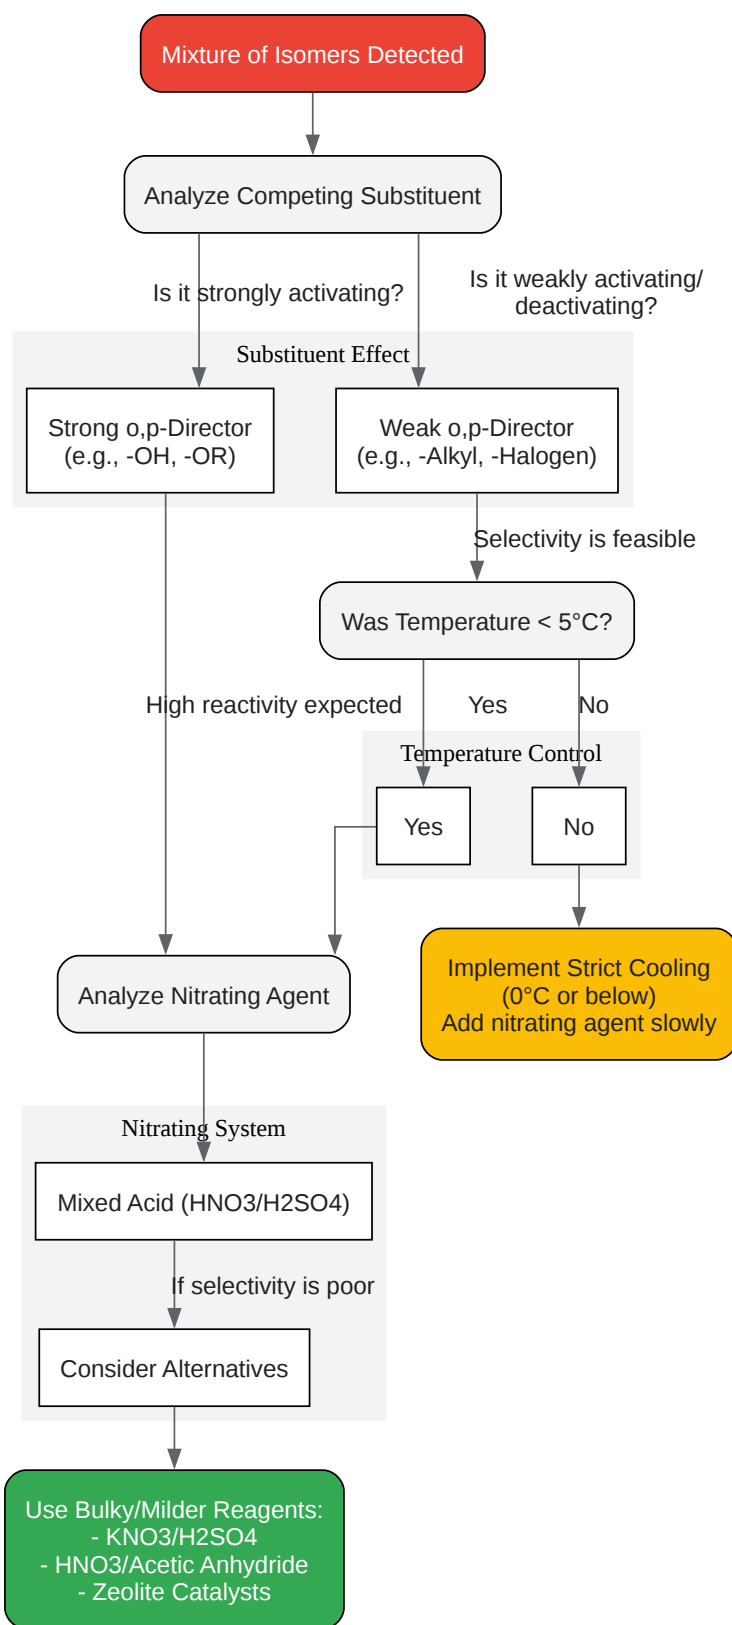 Mixture of Isomers Detected
Analyze Competing Substituent
Is it strongly activating?
Is it weakly activating/
deactivating?
Substituent Effect
Strong o,p-Director
(e.g., -OH, -OR)
Weak o,p-Director
(e.g., -Alkyl, -Halogen)
Selectivity is feasible
Was Temperature < 5°C?
High reactivity expected
Yes
No
Temperature Control
Yes
No
Implement Strict Cooling
(0°C or below)
Add nitrating agent slowly
Analyze Nitrating Agent
Nitrating System
Mixed Acid (HNO3/H2SO4)
If selectivity is poor
Consider Alternatives
Use Bulky/Milder Reagents:
- KNO3/H2SO4
- HNO3/Acetic Anhydride
- Zeolite Catalysts